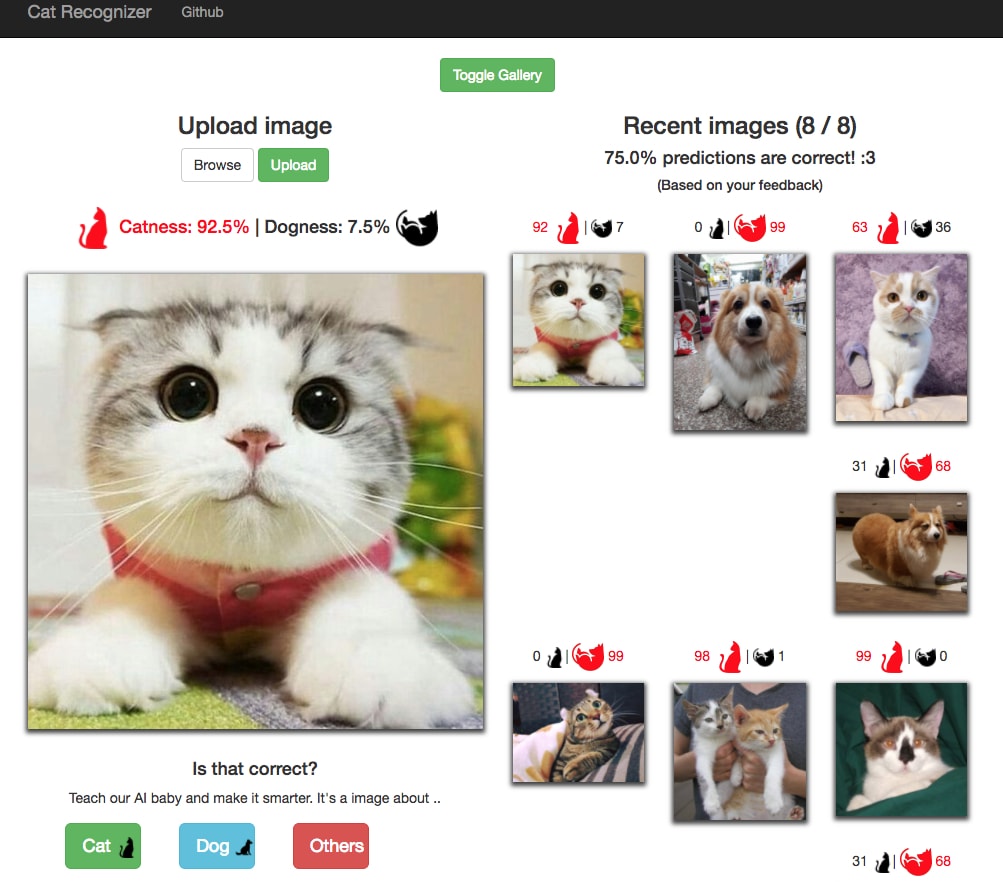 Cat Recognizer Github
Toggle Gallery
Upload image
Browse Upload
Catness: 92.5% | Dogness: 7.5%
Is that correct?
Teach our AI baby and make it smarter. It's a image about ..
Cat Dog Others
Recent images (8 / 8)
75.0% predictions are correct! :3
(Based on your feedback)
92 | 7 0 | 99 63 | 36
31 | 68
0 | 99 98 | 1 99 | 0
31 | 68